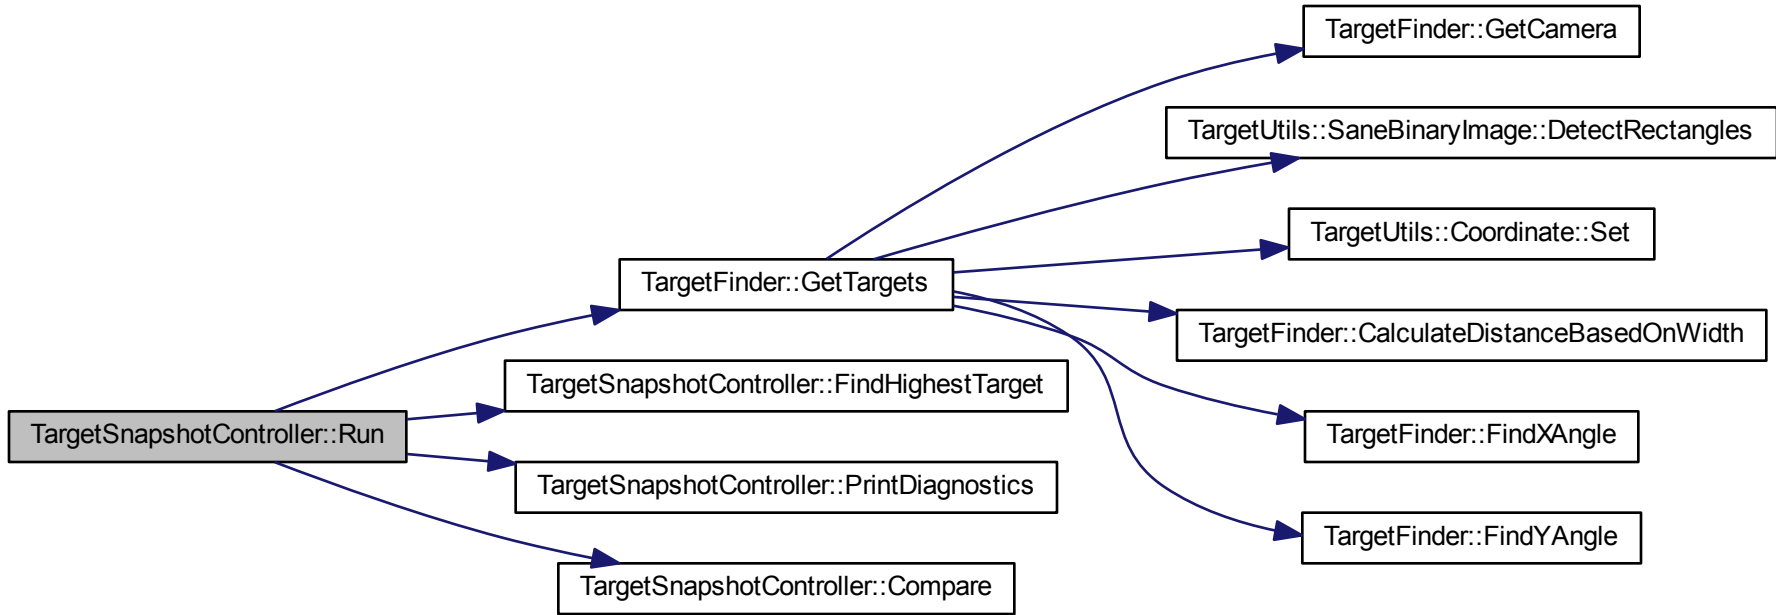 TargetFinder::GetCamera
TargetUtils::SaneBinaryImage::DetectRectangles
TargetUtils::Coordinate::Set
TargetFinder::GetTargets
TargetFinder::CalculateDistanceBasedOnWidth
TargetSnapshotController::FindHighestTarget
TargetSnapshotController::Run
TargetFinder::FindXAngle
TargetSnapshotController::PrintDiagnostics
TargetFinder::FindYAngle
TargetSnapshotController::Compare